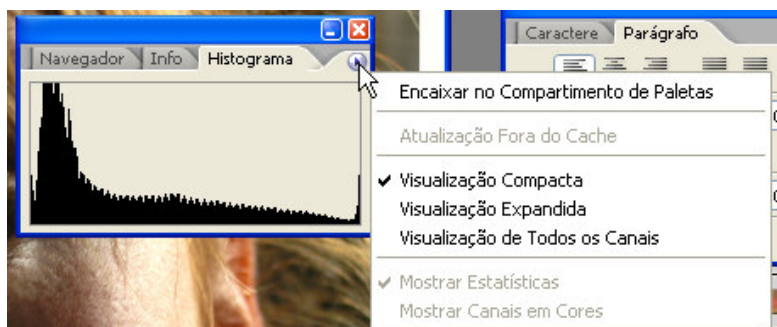 Navegador Info Histograma
Caractere Parágrafo
Encaixar no Compartimento de Paletas
Atualização Fora do Cache
Visualização Compacta
Visualização Expandida
Visualização de Todos os Canais
Mostrar Estatísticas
Mostrar Canais em Cores